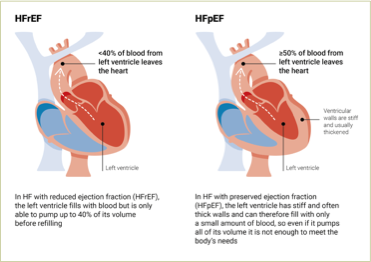 HFrEF
<40% of blood from
left ventricle leaves
the heart
Left ventricle
In HF with reduced ejection fraction (HFrEF),
the left ventricle fills with blood but is only
able to pump up to 40% of its volume
before refilling
HFpEF
≥50% of blood from
left ventricle leaves
the heart
Ventricular
walls are stiff
and usually
thickened
Left ventricle
In HF with preserved ejection fraction
(HFpEF), the left ventricle has stiff and often
thick walls and can therefore fill with only
a small amount of blood, so even if it pumps
all of its volume it is not enough to meet the
body's needs